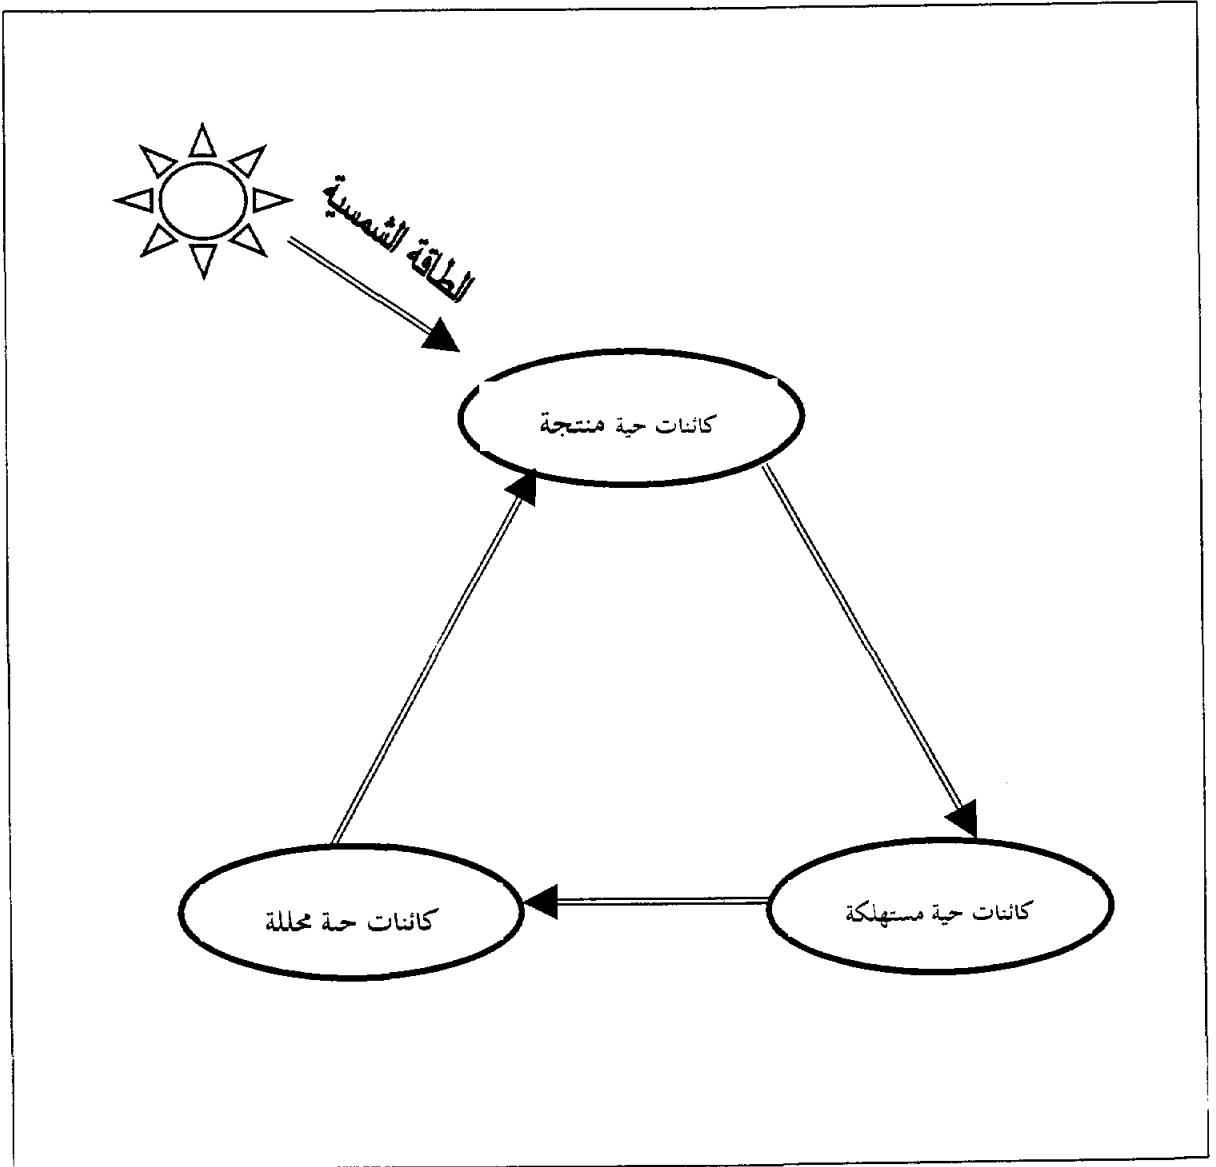 الطاقة الشمسية
كائنات حية منتجة
كائنات حية مستهلكة
كائنات حية محللة